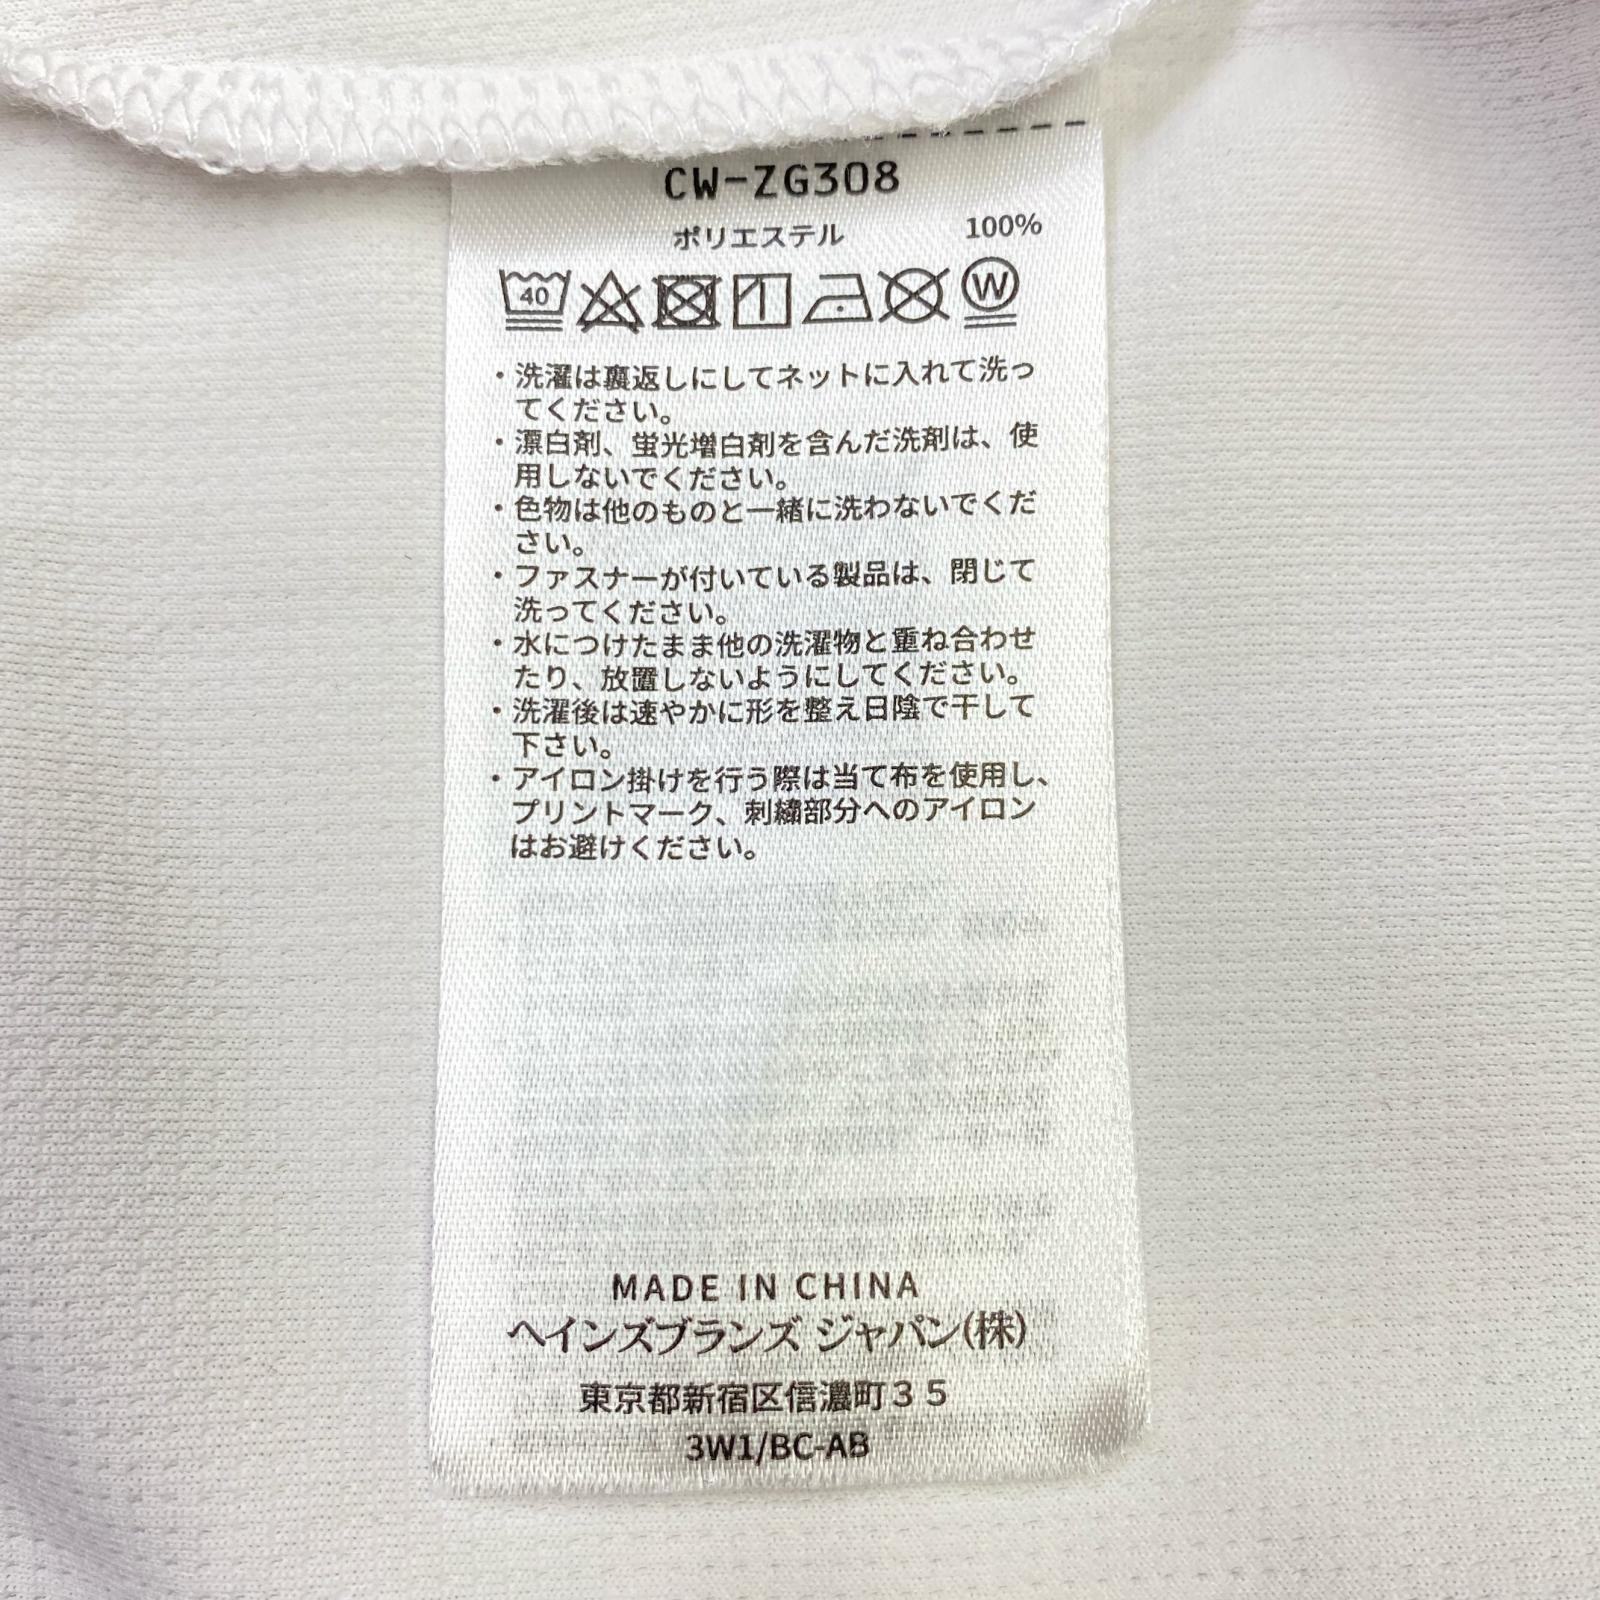 CW-ZG308
ポリエステル 100%
40 W
・洗濯は裏返しにしてネットに入れて洗っ
てください。
・漂白剤、蛍光増白剤を含んだ洗剤は、使
用しないでください。
・色物は他のものと一緒に洗わないでくだ
さい。
・ファスナーが付いている製品は、閉じて
洗ってください。
・水につけたまま他の洗濯物と重ね合わせ
たり、放置しないようにしてください。
・洗濯後は速やかに形を整え日陰で干して
下さい。
・アイロン掛けを行う際は当て布を使用し、
プリントマーク、刺繍部分へのアイロン
はお避けください。
MADE IN CHINA
ヘインズブランズ ジャパン(株)
東京都新宿区信濃町３５
3W1/BC-AB